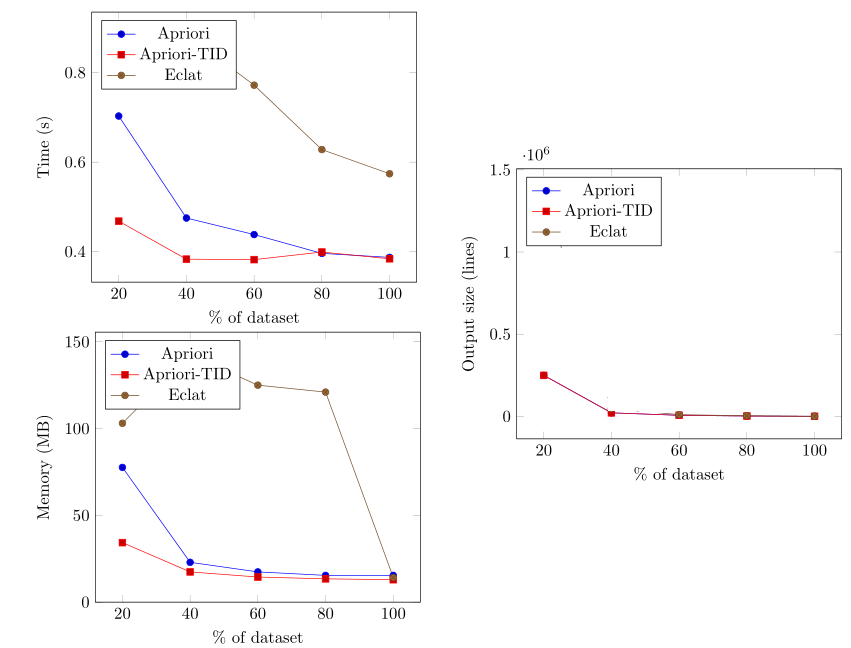 Apriori
Apriori-TID
Eclat
0.8
0.6
0.4
Time (s)
20 40 60 80 100
% of dataset
Apriori
Apriori-TID
Eclat
150
100
50
0
Memory (MB)
20 40 60 80 100
% of dataset
·10^6
Apriori
Apriori-TID
Eclat
1.5
1
0.5
0
Output size (lines)
20 40 60 80 100
% of dataset